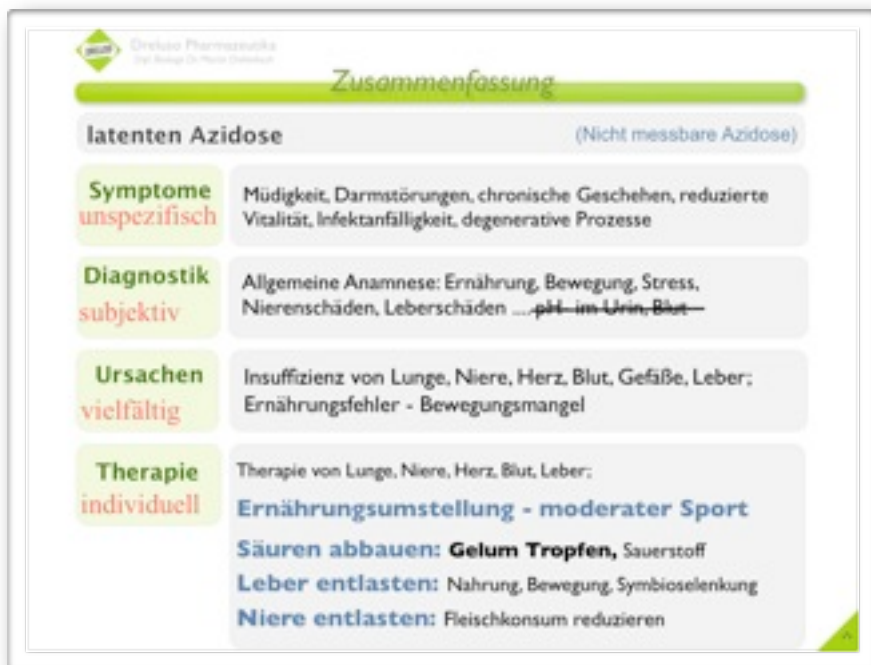 Dreluso Pharmazeutika
Zusammenfassung
latenten Azidose
(Nicht messbare Azidose)
Symptome
unspezifisch
Müdigkeit, Darmstörungen, chronische Geschehen, reduzierte
Vitalität, Infektanfälligkeit, degenerative Prozesse
Diagnostik
subjektiv
Allgemeine Anamnese: Ernährung, Bewegung, Stress,
Nierenschäden, Leberschäden .... pH- im Urin, Blut
Ursachen
vielfältig
Insuffizienz von Lunge, Niere, Herz, Blut, Gefäße, Leber;
Ernährungsfehler - Bewegungsmangel
Therapie
individuell
Therapie von Lunge, Niere, Herz, Blut, Leber;
Ernährungsumstellung - moderater Sport
Säuren abbauen: Gelum Tropfen, Sauerstoff
Leber entlasten: Nahrung, Bewegung, Symbioselenkung
Niere entlasten: Fleischkonsum reduzieren